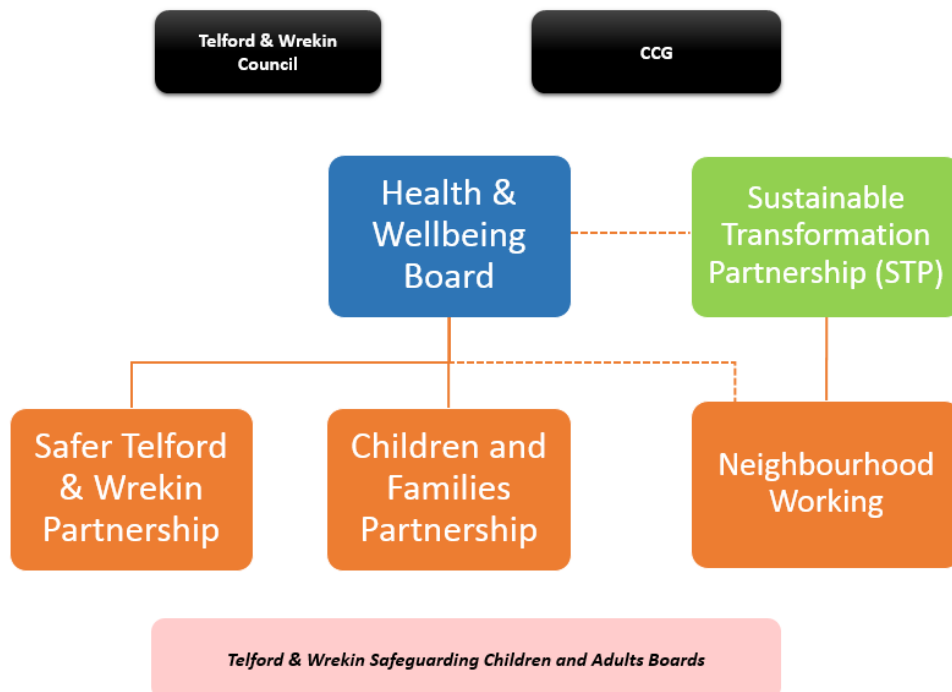 Telford & Wrekin
Council
CCG
Health &
Wellbeing
Board
Sustainable
Transformation
Partnership (STP)
Safer Telford
& Wrekin
Partnership
Children and
Families
Partnership
Neighbourhood
Working
Telford & Wrekin Safeguarding Children and Adults Boards